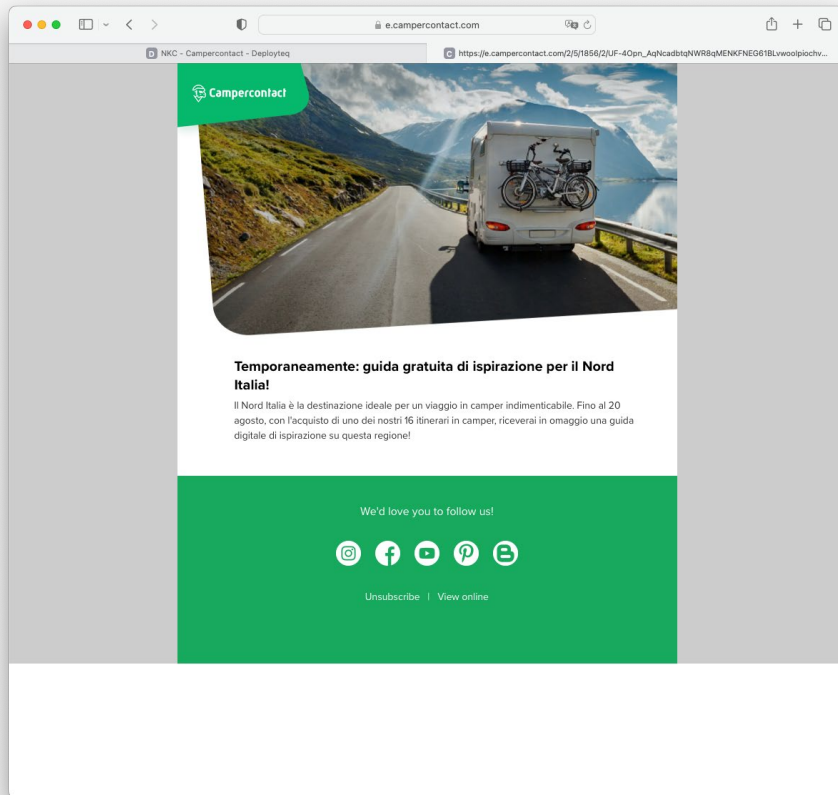 e.campercontact.com
NKC - Campercontact - Deployteq
https://e.campercontact.com/2/5/1856/2/UF-4Opn_AqNcadbtqNWR8qMENKFNEG61BLvwoolpiochv...
Campercontact
Temporaneamente: guida gratuita di ispirazione per il Nord
Italia!
Il Nord Italia è la destinazione ideale per un viaggio in camper indimenticabile. Fino al 20
agosto, con l'acquisto di uno dei nostri 16 itinerari in camper, riceverai in omaggio una guida
digitale di ispirazione su questa regione!
We'd love you to follow us!
Unsubscribe | View online